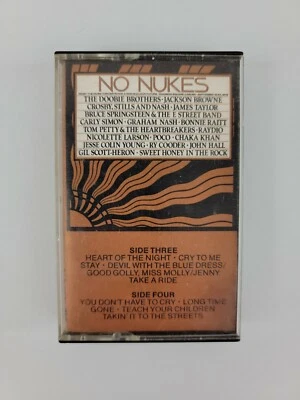 NO NUKES
THE DOOBIE BROTHERS · JACKSON BROWNE
CROSBY, STILLS AND NASH · JAMES TAYLOR
BRUCE SPRINGSTEEN & THE E STREET BAND
CARLY SIMON · GRAHAM NASH · BONNIE RAITT
TOM PETTY & THE HEARTBREAKERS · RAYDIO
NICOLETTE LARSON · POCO · CHAKA KHAN
JESSE COLIN YOUNG · RY COODER · JOHN HALL
GIL SCOTT-HERON · SWEET HONEY IN THE ROCK
SIDE THREE
HEART OF THE NIGHT · CRY TO ME
STAY · DEVIL WITH THE BLUE DRESS/
GOOD GOLLY, MISS MOLLY/JENNY
TAKE A RIDE
SIDE FOUR
YOU DON'T HAVE TO CRY · LONG TIME
GONE · TEACH YOUR CHILDREN
TAKIN' IT TO THE STREETS